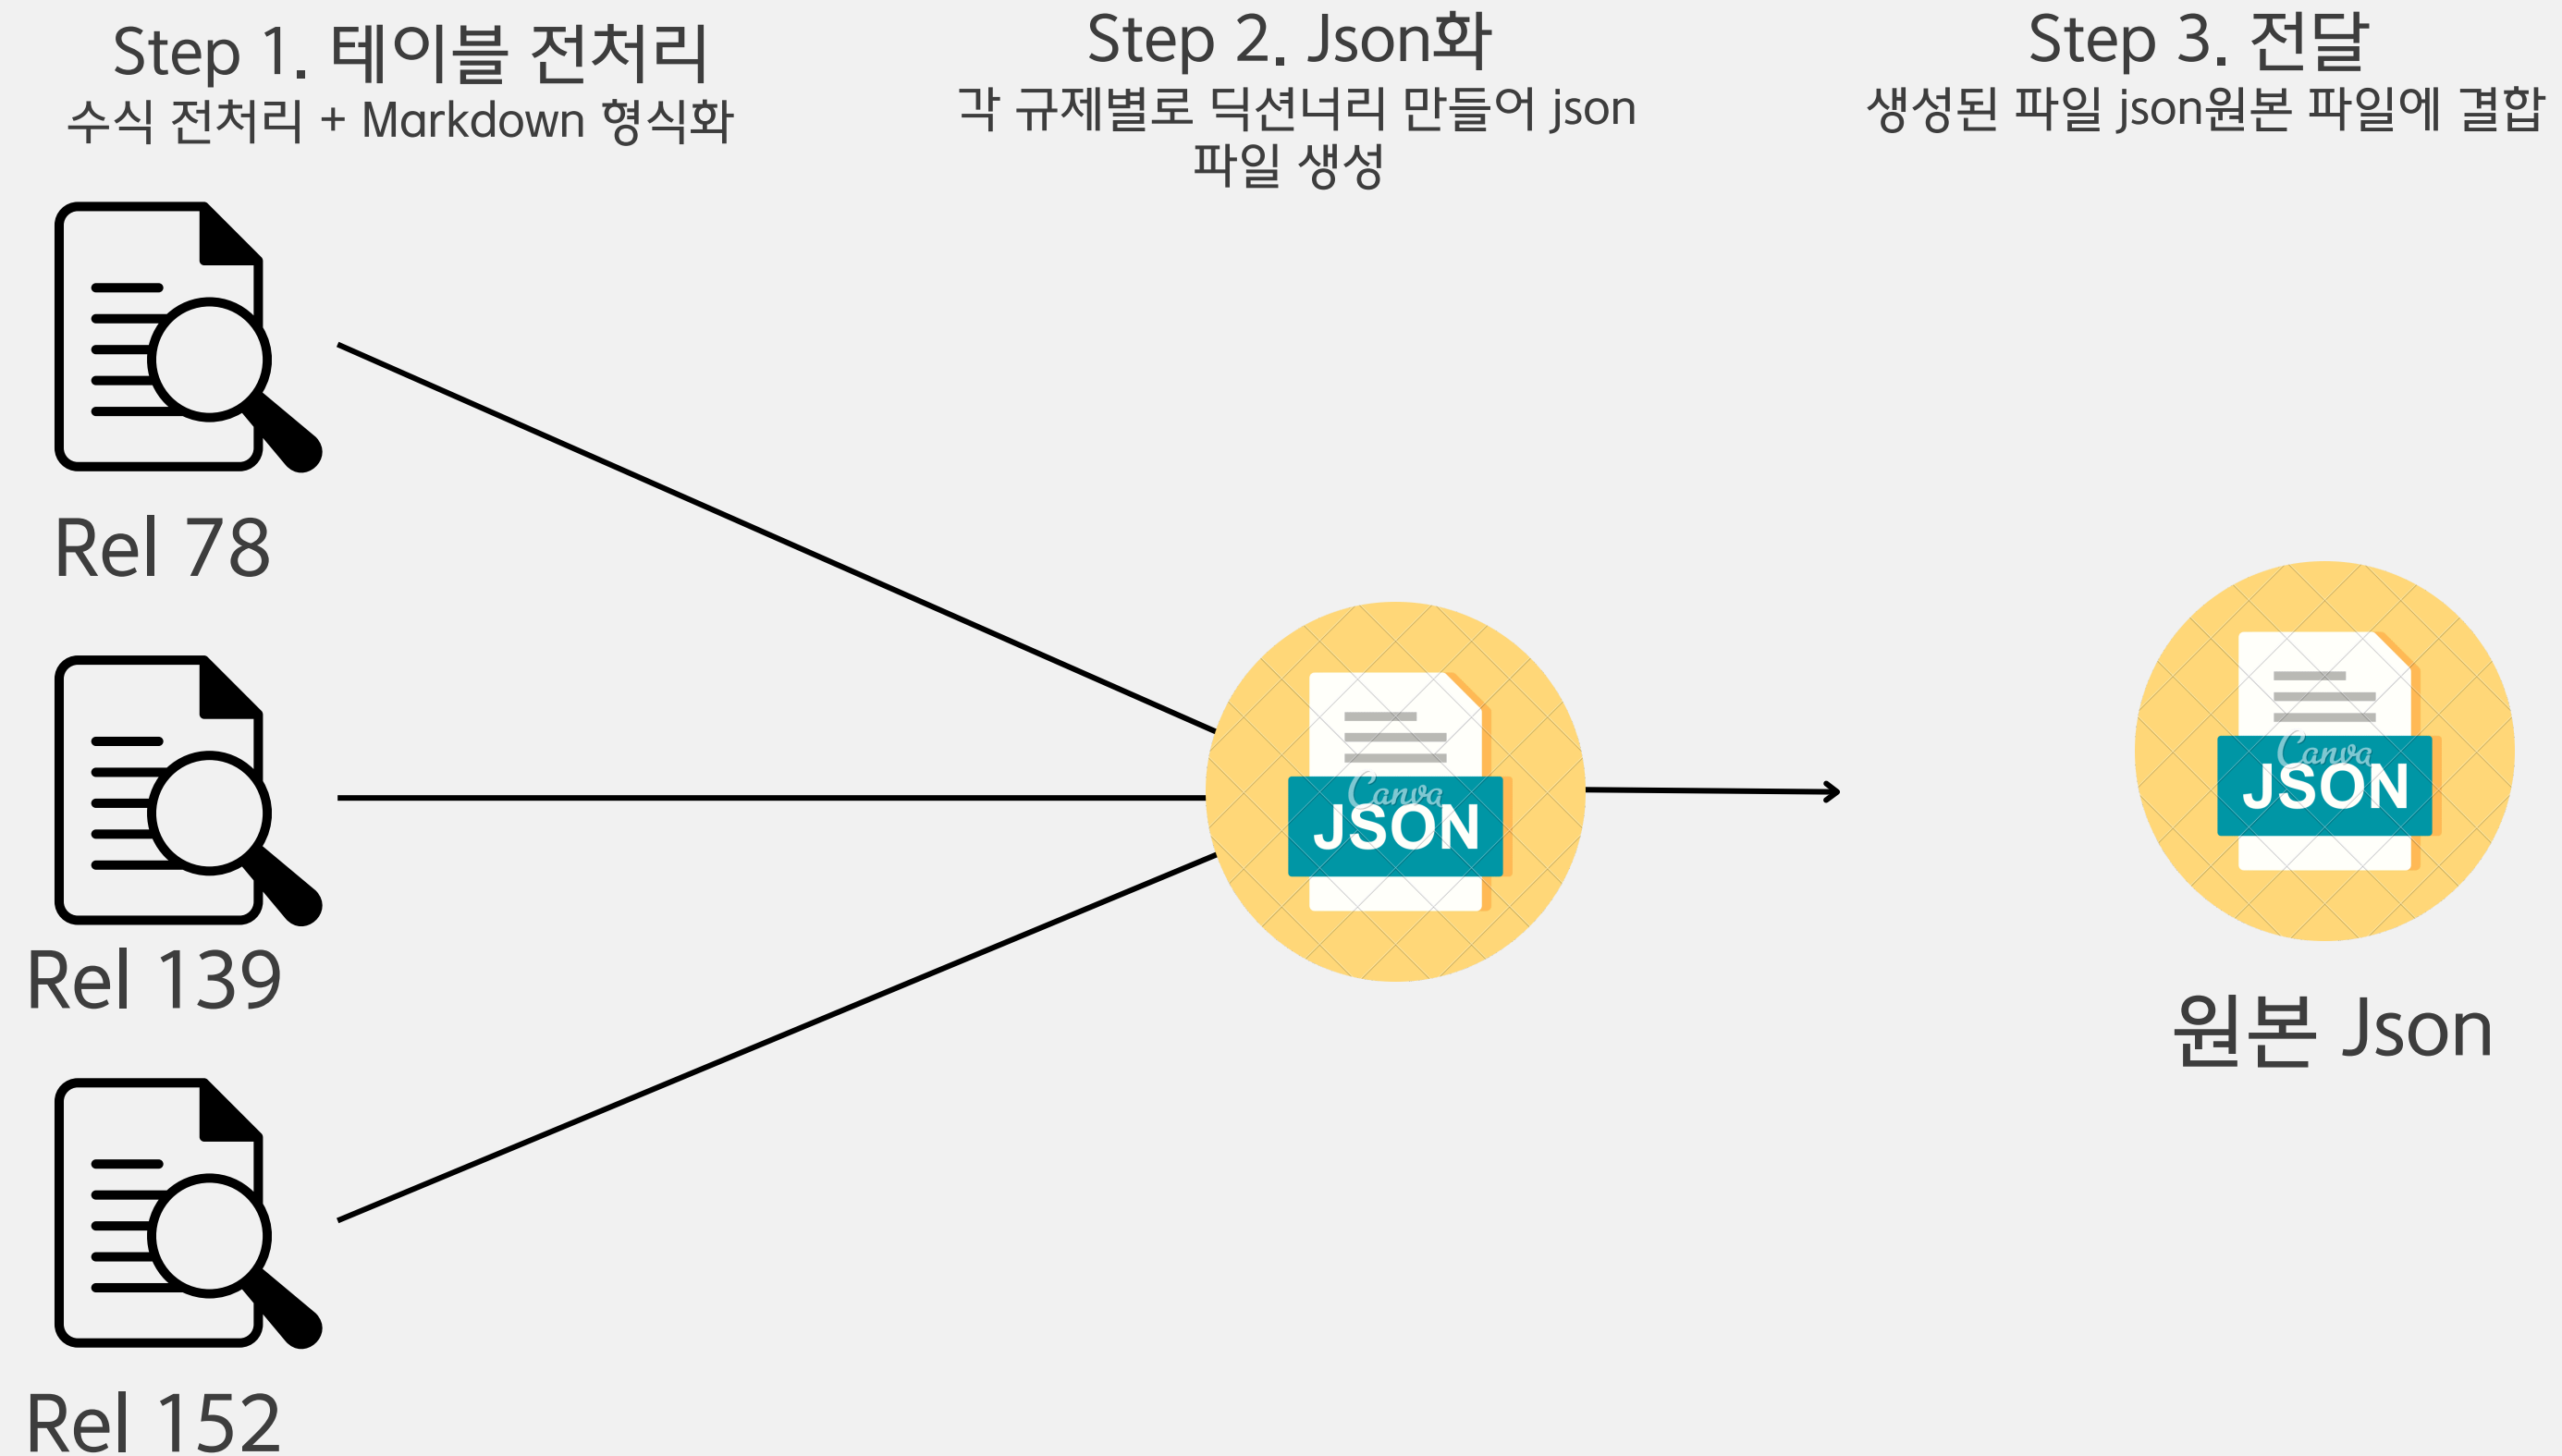 Step 1. 테이블 전처리
수식 전처리 + Markdown 형식화
Step 2. Json화
각 규제별로 딕션너리 만들어 json
파일 생성
Step 3. 전달
생성된 파일 json원본 파일에 결합
Rel 78
Rel 139
Rel 152
Canva
JSON
Canva
JSON
원본 Json